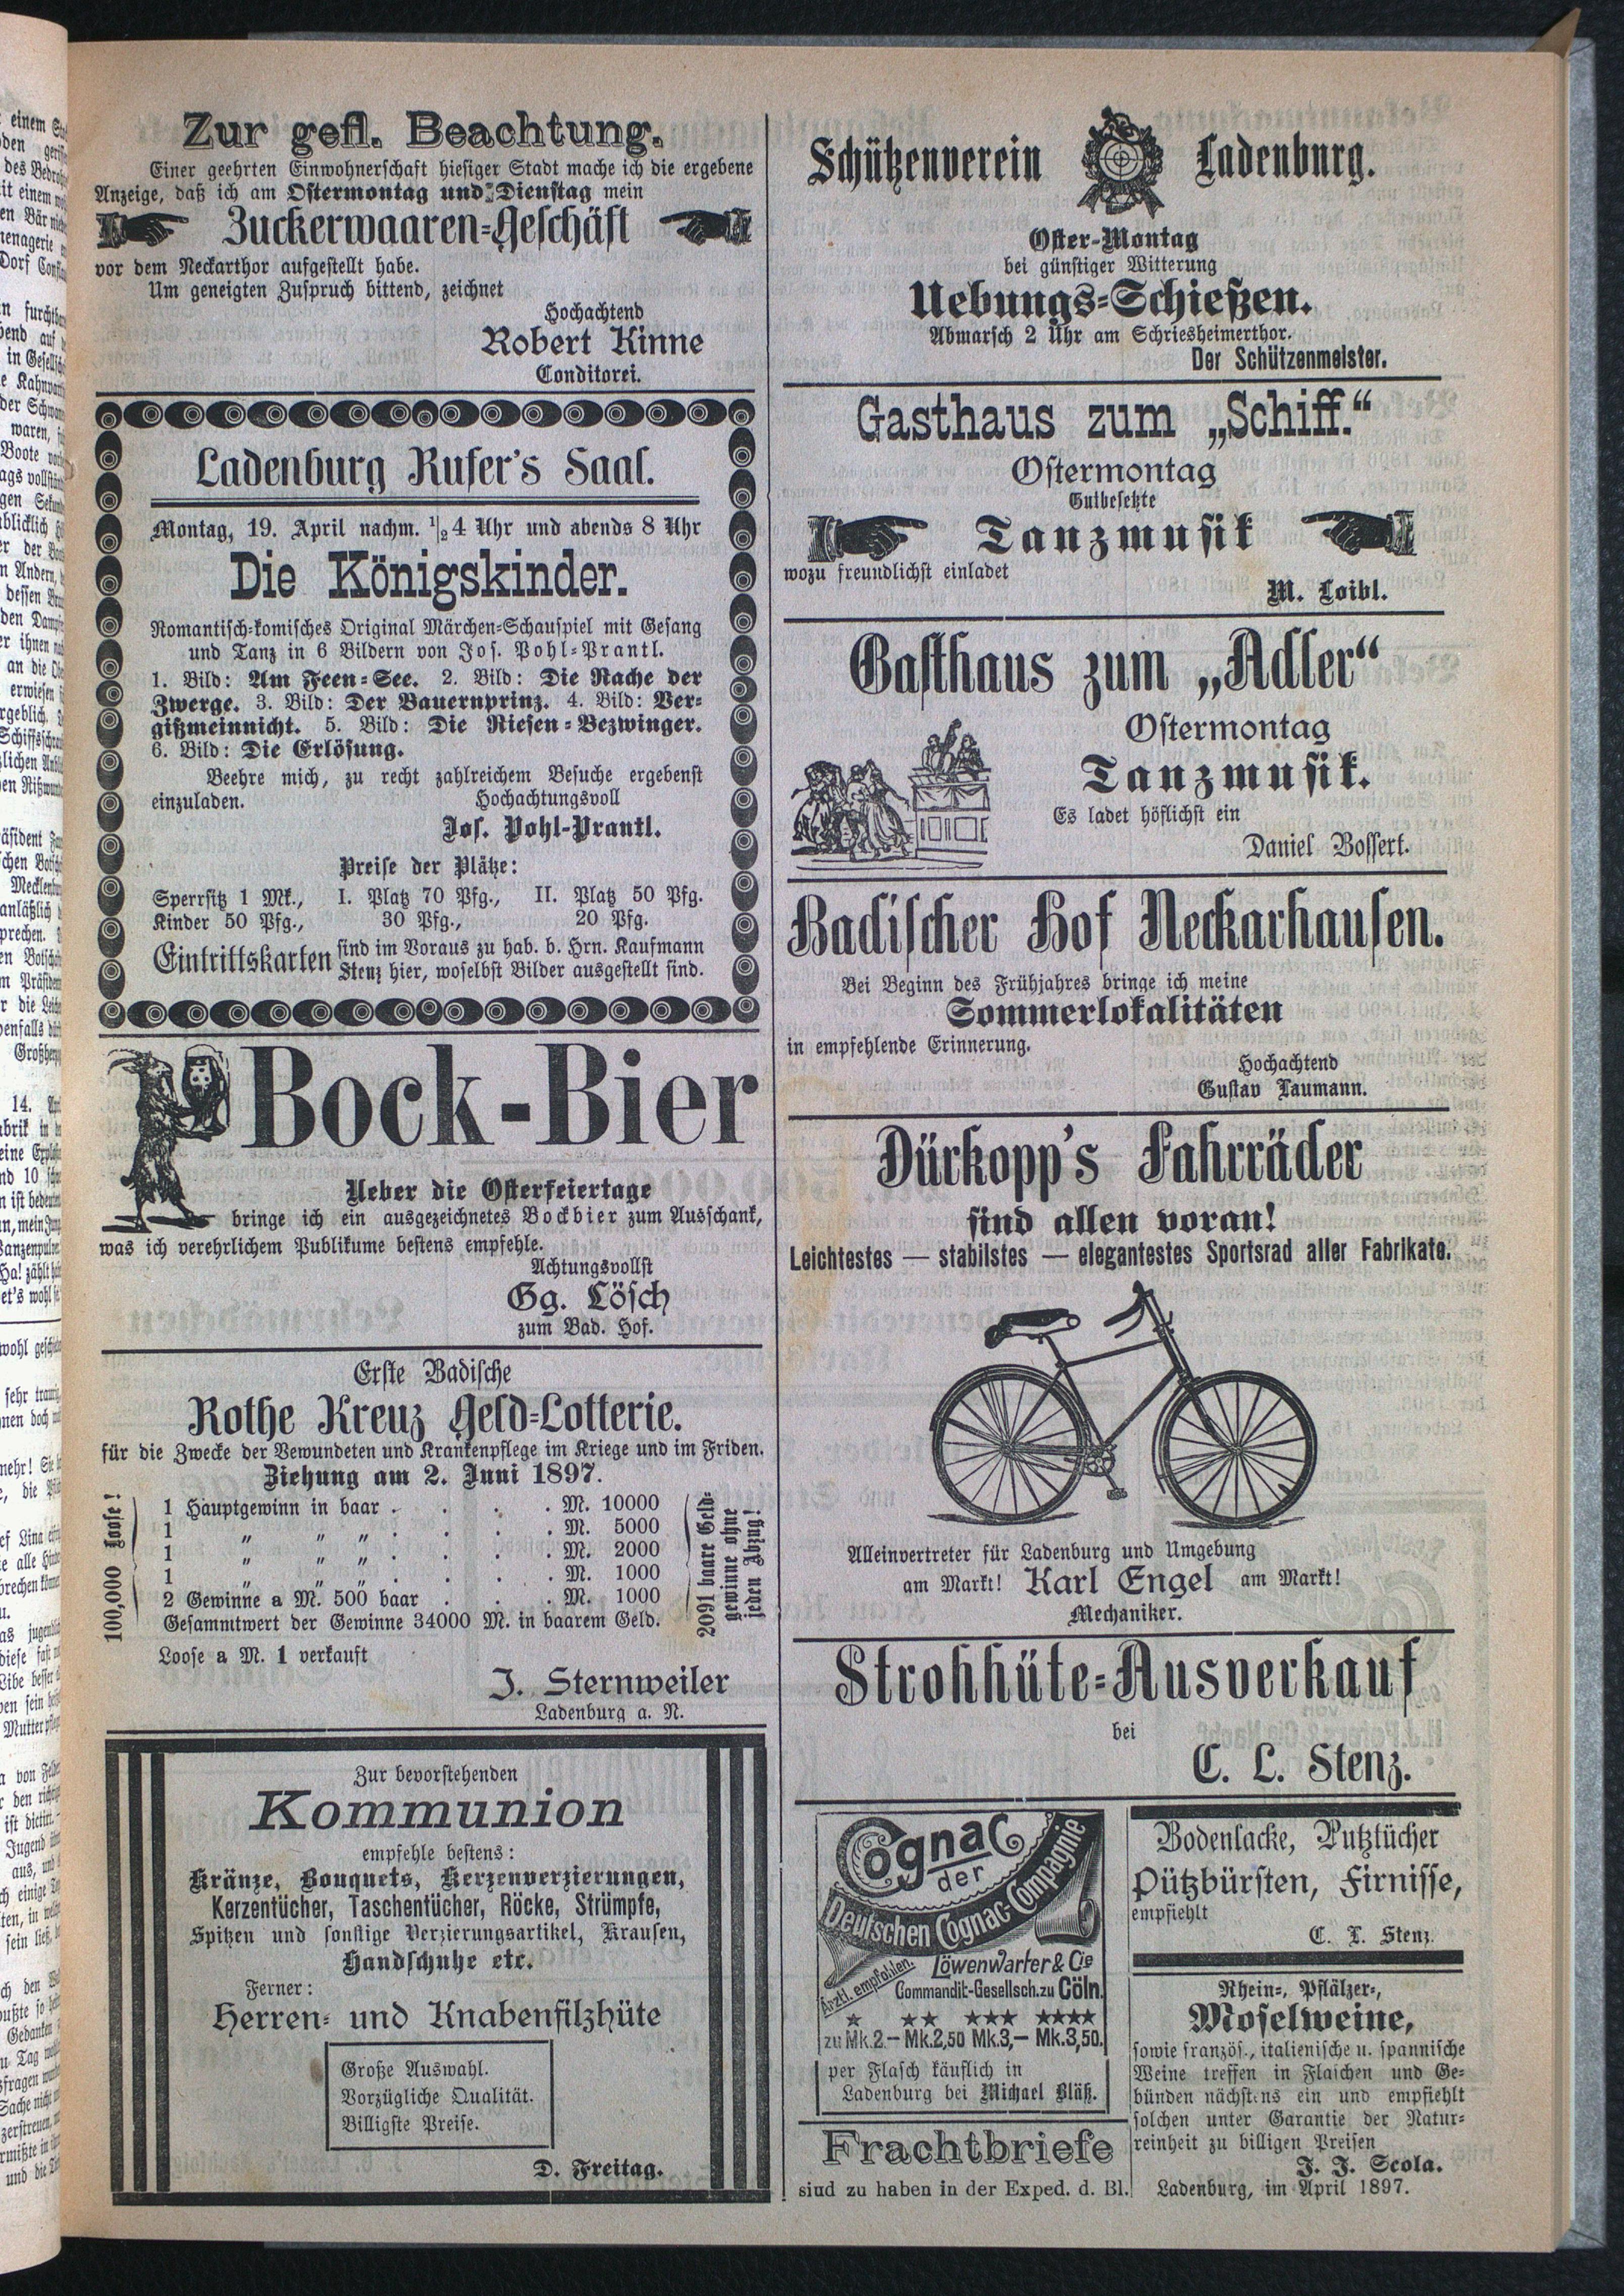 Zur gefl. Beachtung.
Einer geehrten Einwohnerschaft hiesiger Stadt mache ich die ergebene
Anzeige, daß ich am Ostermontag und Dienstag mein
Zuckerwaaren-Geschäft
vor dem Neckarthor aufgestellt habe.
Um geneigten Zuspruch bittend, zeichnet
Hochachtend
Robert Kinne
Conditorei.
Ladenburg Rufer's Saal.
Montag, 19. April nachm. 1/2 4 Uhr und abends 8 Uhr
Die Königskinder.
Romantisch-komisches Original Märchen-Schauspiel mit Gesang
und Tanz in 6 Bildern von Jos. Pohl-Prantl.
1. Bild: Am Feen-See. 2. Bild: Die Rache der
Zwerge. 3. Bild: Der Bauernprinz. 4. Bild: Ver-
gißmeinnicht. 5. Bild: Die Riesen-Bezwinger.
6. Bild: Die Erlösung.
Beehre mich, zu recht zahlreichem Besuche ergebenst
einzuladen.
Hochachtungsvoll
Jos. Pohl-Prantl.
Preise der Plätze:
Sperrsitz 1 Mk., I. Platz 70 Pfg., II. Platz 50 Pfg.
Kinder 50 Pfg., 30 Pfg., 20 Pfg.
Eintrittskarten sind im Voraus zu hab. b. Hrn. Kaufmann
Stenz hier, woselbst Bilder ausgestellt sind.
Bock-Bier
Ueber die Osterfeiertage
bringe ich ein ausgezeichnetes Bockbier zum Ausschank,
was ich verehrlichem Publikume bestens empfehle.
Achtungsvollst
Gg. Lösch
zum Bad. Hof.
Erste Badische
Rothe Kreuz Geld-Lotterie.
für die Zwecke der Vewundeten und Krankenpflege im Kriege und im Friden.
Ziehung am 2. Juni 1897.
100,000 Loose!
1 Hauptgewinn in baar . . . . M. 10000
1 " " " . . . . M. 5000
1 " " " . . . . M. 2000
1 " " " . . . . M. 1000
2 Gewinne a M. 500 baar . . . M. 1000
Gesammtwert der Gewinne 34000 M. in baarem Geld.
2091 baare Geld-
gewinne ohne
jeden Abzug!
Loose a M. 1 verkauft
J. Sternweiler
Ladenburg a. N.
Zur bevorstehenden
Kommunion
empfehle bestens:
Kränze, Bouquets, Kerzenverzierungen,
Kerzentücher, Taschentücher, Röcke, Strümpfe,
Spitzen und sonstige Verzierungsartikel, Krausen,
Handschuhe etc.
Ferner:
Herren- und Knabenfilzhüte
Große Auswahl.
Vorzügliche Qualität.
Billigste Preise.
D. Freitag.
Schützenverein Ladenburg.
Oster-Montag
bei günstiger Witterung
Uebungs-Schießen.
Abmarsch 2 Uhr am Schriesheimerthor.
Der Schützenmeister.
Gasthaus zum „Schiff.“
Ostermontag
Gutbesetzte
Tanzmusik
wozu freundlichst einladet
M. Loibl.
Gasthaus zum „Adler“
Ostermontag
Tanzmusik.
Es ladet höflichst ein
Daniel Bossert.
Badischer Hof Neckarhausen.
Bei Beginn des Frühjahres bringe ich meine
Sommerlokalitäten
in empfehlende Erinnerung.
Hochachtend
Gustav Laumann.
Dürkopp's Fahrräder
sind allen voran!
Leichtestes — stabilstes — elegantestes Sportsrad aller Fabrikate.
Alleinvertreter für Ladenburg und Umgebung
am Markt! Karl Engel am Markt!
Mechaniker.
Strohhüte-Ausverkauf
bei
C. L. Stenz.
Cognac
der
Deutschen Cognac-Compagnie
Ärztl. empfohlen.
Löwenwarter & Cie
Commandit-Gesellsch. zu Cöln.
★ ★★ ★★★ ★★★★
zu Mk. 2.– Mk. 2,50 Mk. 3,– Mk. 3,50.
per Flasch käuflich in
Ladenburg bei Michael Bläß.
Frachtbriefe
sind zu haben in der Exped. d. Bl.
Bodenlacke, Putztücher
Pützbürsten, Firnisse,
empfiehlt
C. L. Stenz.
Rhein-, Pfälzer-,
Moselweine,
sowie französ., italienische u. spannische
Weine treffen in Flaschen und Ge-
bünden nächstens ein und empfiehlt
solchen unter Garantie der Natur-
reinheit zu billigen Preisen
J. J. Scola.
Ladenburg, im April 1897.